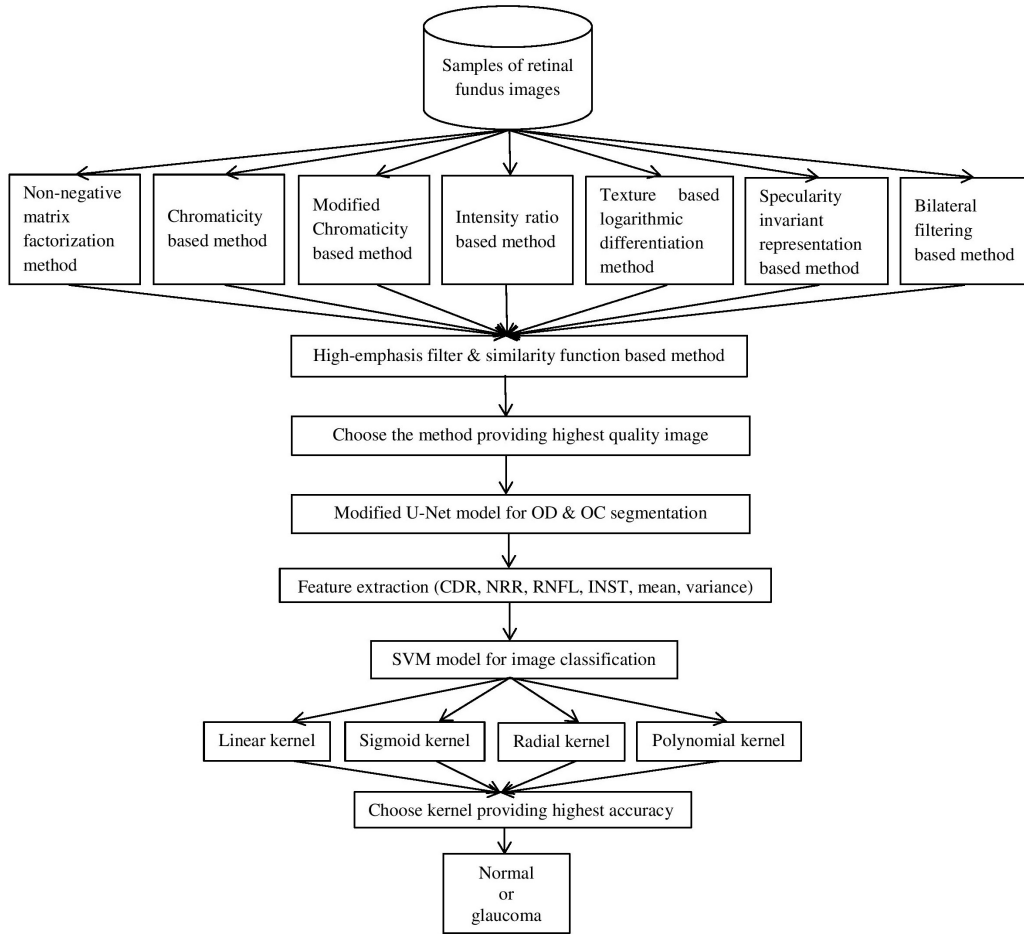 Samples of retinal
fundus images
Non-negative
matrix
factorization
method
Chromaticity
based method
Modified
Chromaticity
based method
Intensity ratio
based method
Texture based
logarithmic
differentiation
method
Specularity
invariant
representation
based method
Bilateral
filtering
based method
High-emphasis filter & similarity function based method
Choose the method providing highest quality image
Modified U-Net model for OD & OC segmentation
Feature extraction (CDR, NRR, RNFL, INST, mean, variance)
SVM model for image classification
Linear kernel
Sigmoid kernel
Radial kernel
Polynomial kernel
Choose kernel providing highest accuracy
Normal
or
glaucoma